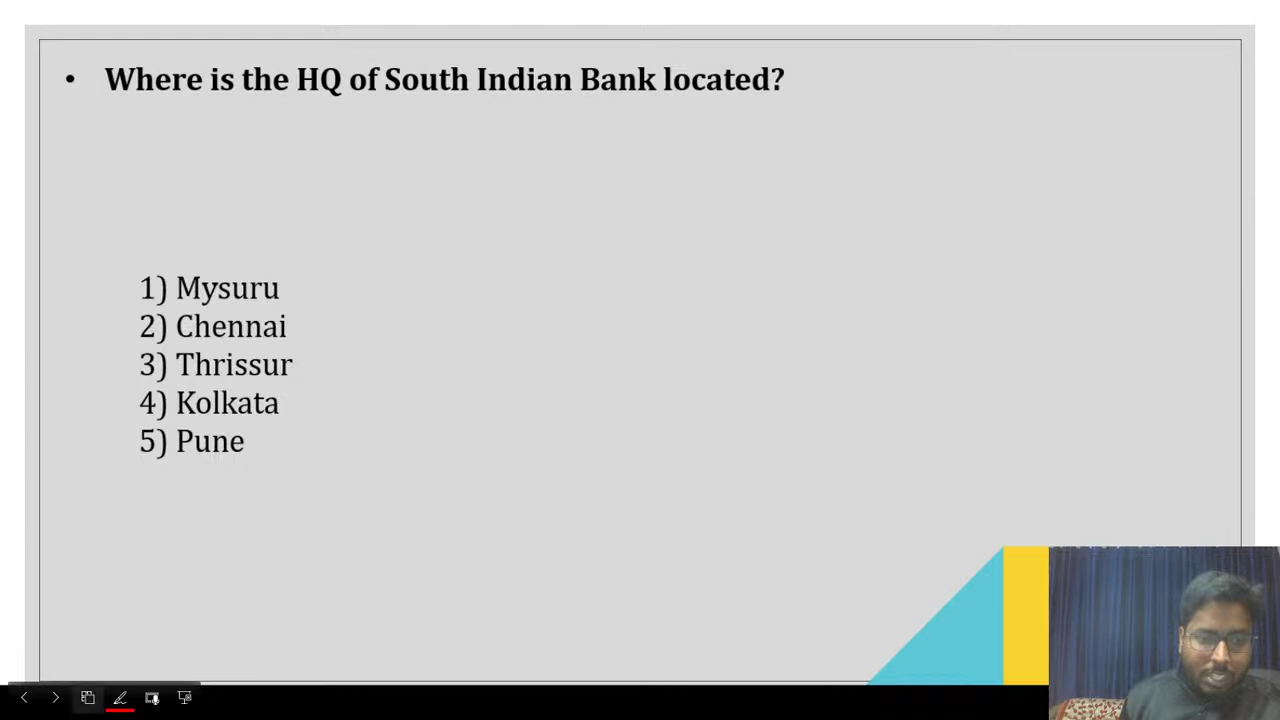 • Where is the HQ of South Indian Bank located?
1) Mysuru
2) Chennai
3) Thrissur
4) Kolkata
5) Pune